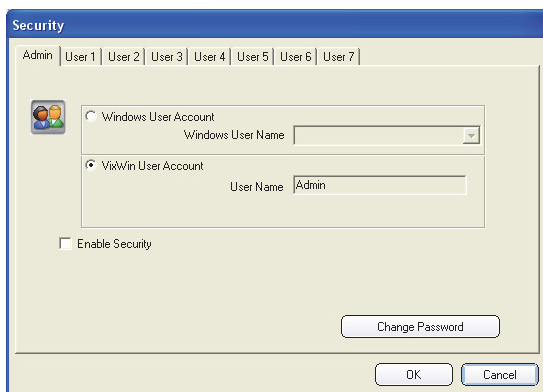 Security
Admin User 1 User 2 User 3 User 4 User 5 User 6 User 7
Windows User Account
Windows User Name
VixWin User Account
User Name Admin
Enable Security
Change Password
OK Cancel